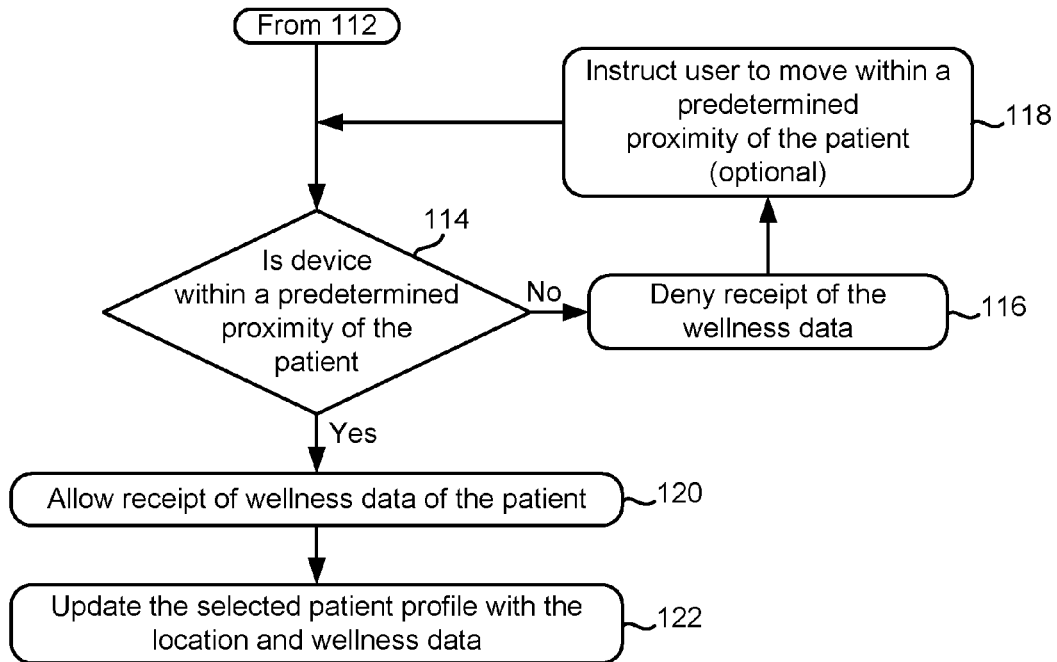 From 112
Instruct user to move within a
predetermined
proximity of the patient
(optional)
118
114
Is device
within a predetermined
proximity of the
patient
No
Deny receipt of the
wellness data
116
Yes
Allow receipt of wellness data of the patient
120
Update the selected patient profile with the
location and wellness data
122